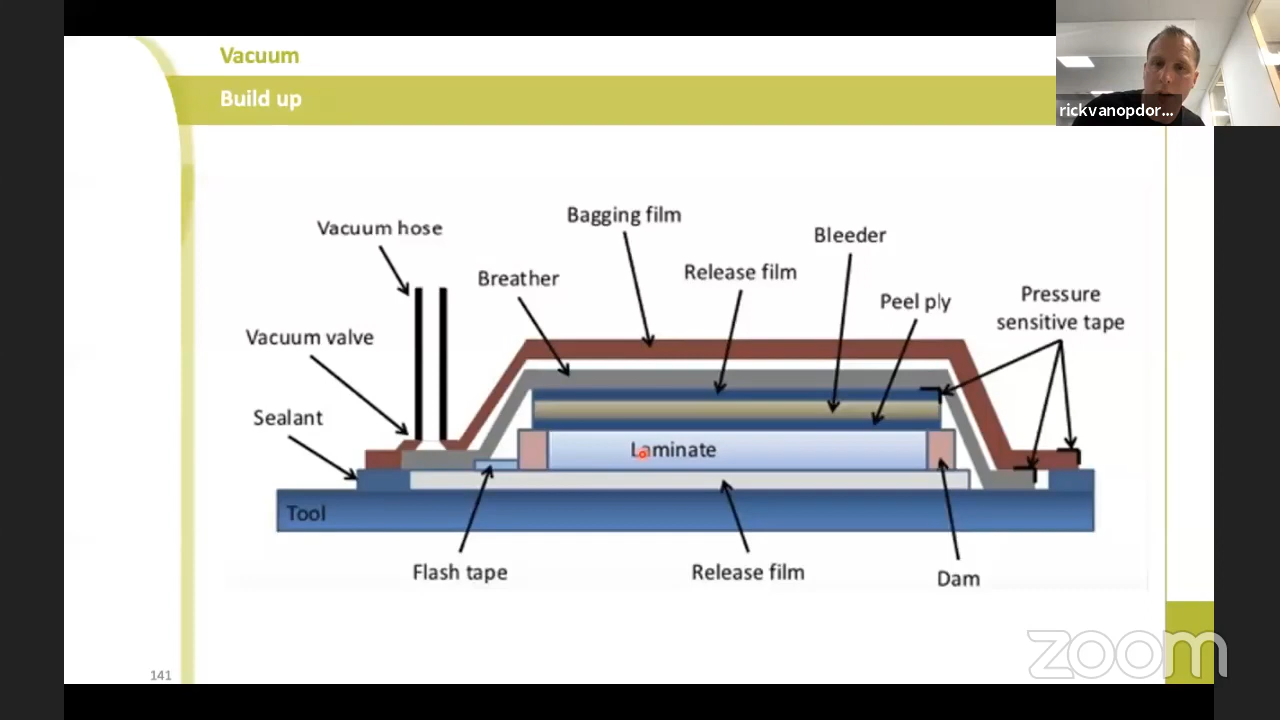 Vacuum
Build up
rickvanopdor...
Bagging film
Vacuum hose
Bleeder
Release film
Breather
Peel ply
Pressure
sensitive tape
Vacuum valve
Sealant
Laminate
Tool
Flash tape
Release film
Dam
zoom
141